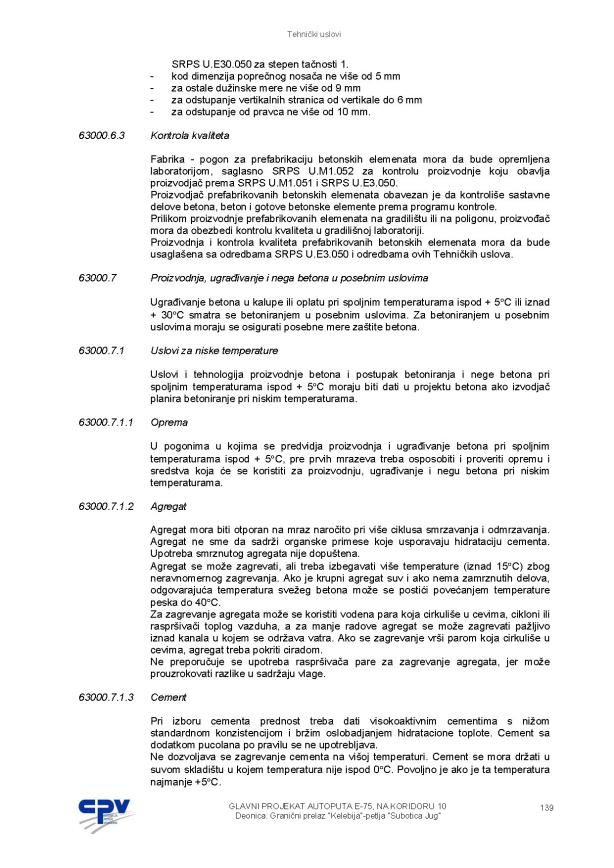 Tehnički uslovi
SRPS U.E30.050 za stepen tačnosti 1.
- kod dimenzija poprečnog nosača ne više od 5 mm
- za ostale dužinske mere ne više od 9 mm
- za odstupanje vertikalnih stranica od vertikale do 6 mm
- za odstupanje od pravca ne više od 10 mm.
63000.6.3 Kontrola kvaliteta
Fabrika - pogon za prefabrikaciju betonskih elemenata mora da bude opremljena
laboratorijom, saglasno SRPS U.M1.052 za kontrolu proizvodnje koju obavlja
proizvodjač prema SRPS U.M1.051 i SRPS U.E3.050.
Proizvodjač prefabrikovanih betonskih elemenata obavezan je da kontroliše sastavne
delove betona, beton i gotove betonske elemente prema programu kontrole.
Prilikom proizvodnje prefabrikovanih elemenata na gradilištu ili na poligonu, proizvođač
mora da obezbedi kontrolu kvaliteta u gradilišnoj laboratoriji.
Proizvodnja i kontrola kvaliteta prefabrikovanih betonskih elemenata mora da bude
usaglašena sa odredbama SRPS U.E3.050 i odredbama ovih Tehničkih uslova.
63000.7 Proizvodnja, ugrađivanje i nega betona u posebnim uslovima
Ugrađivanje betona u kalupe ili oplatu pri spoljnim temperaturama ispod + 5°C ili iznad
+ 30°C smatra se betoniranjem u posebnim uslovima. Za betoniranjem u posebnim
uslovima moraju se osigurati posebne mere zaštite betona.
63000.7.1 Uslovi za niske temperature
Uslovi i tehnologija proizvodnje betona i postupak betoniranja i nege betona pri
spoljnim temperaturama ispod + 5°C moraju biti dati u projektu betona ako izvodjač
planira betoniranje pri niskim temperaturama.
63000.7.1.1 Oprema
U pogonima u kojima se predvidja proizvodnja i ugrađivanje betona pri spoljnim
temperaturama ispod + 5°C, pre prvih mrazeva treba osposobiti i proveriti opremu i
sredstva koja će se koristiti za proizvodnju, ugrađivanje i negu betona pri niskim
temperaturama.
63000.7.1.2 Agregat
Agregat mora biti otporan na mraz naročito pri više ciklusa smrzavanja i odmrzavanja.
Agregat ne sme da sadrži organske primese koje usporavaju hidrataciju cementa.
Upotreba smrznutog agregata nije dopuštena.
Agregat se može zagrevati, ali treba izbegavati više temperature (iznad 15°C) zbog
neravnomernog zagrevanja. Ako je krupni agregat suv i ako nema zamrznutih delova,
odgovarajuća temperatura svežeg betona može se postići povećanjem temperature
peska do 40°C.
Za zagrevanje agregata može se koristiti vodena para koja cirkuliše u cevima, cikloni ili
raspršivači toplog vazduha, a za manje radove agregat se može zagrevati pažljivo
iznad kanala u kojem se održava vatra. Ako se zagrevanje vrši parom koja cirkuliše u
cevima, agregat treba pokriti ciradom.
Ne preporučuje se upotreba raspršivača pare za zagrevanje agregata, jer može
prouzrokovati razlike u sadržaju vlage.
63000.7.1.3 Cement
Pri izboru cementa prednost treba dati visokoaktivnim cementima s nižom
standardnom konzistencijom i bržim oslobadjanjem hidratacione toplote. Cement sa
dodatkom pucolana po pravilu se ne upotrebljava.
Ne dozvoljava se zagrevanje cementa na višoj temperaturi. Cement se mora držati u
suvom skladištu u kojem temperatura nije ispod 0°C. Povoljno je ako je ta temperatura
najmanje +5°C.
CPV
GLAVNI PROJEKAT AUTOPUTA E-75, NA KORIDORU 10
Deonica: Granični prelaz "Kelebija"-petlja "Subotica Jug"
139